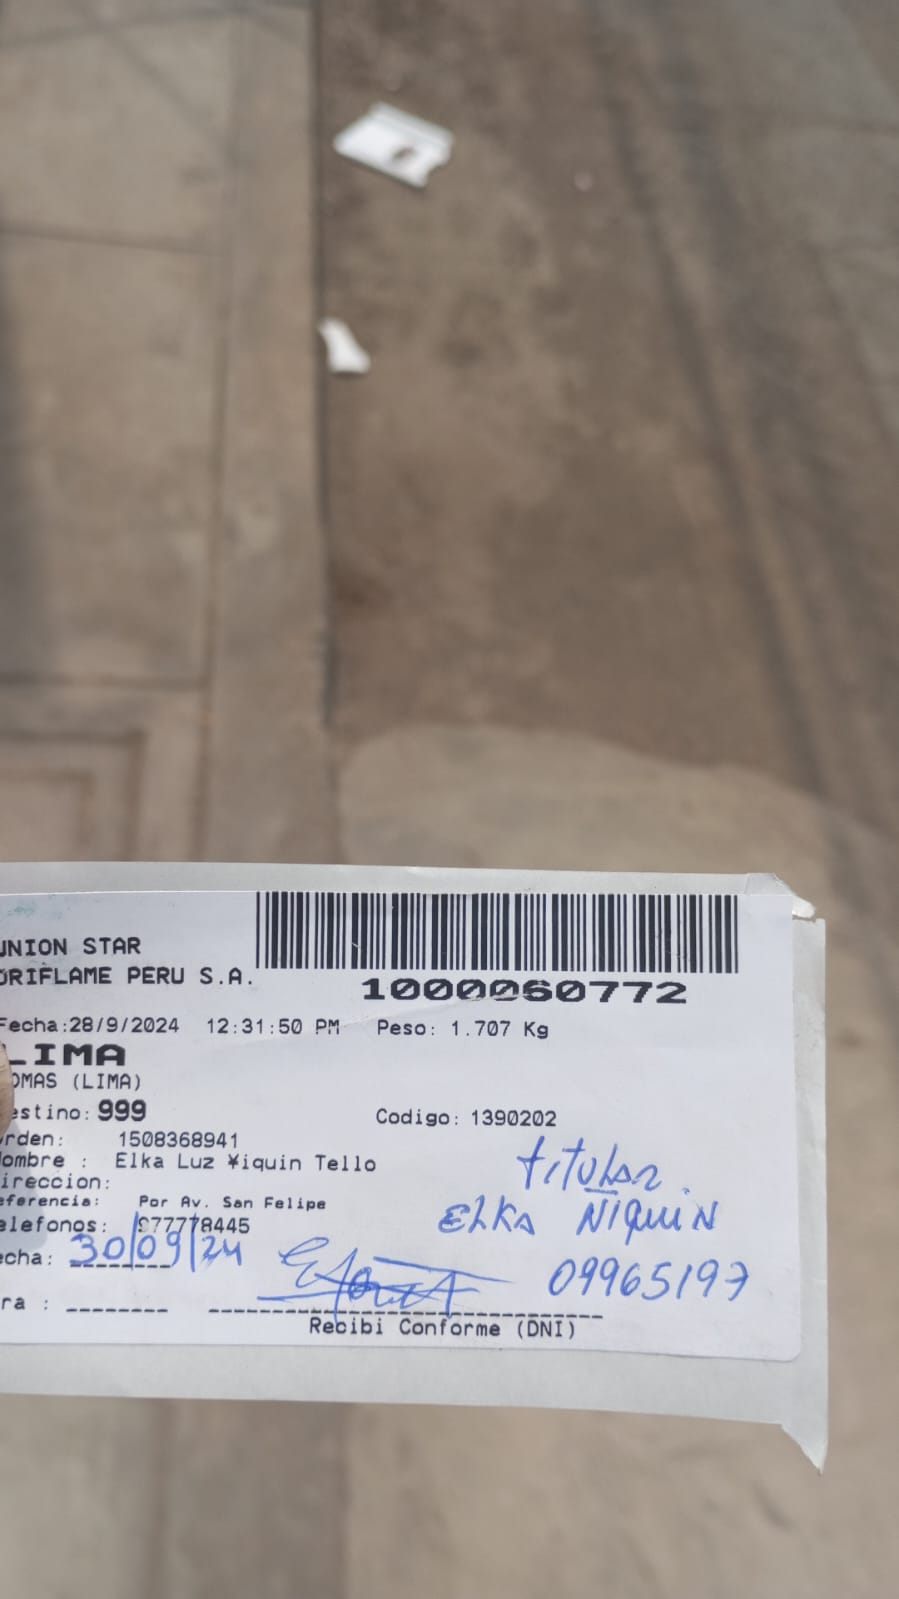 UNION STAR
ORIFLAME PERU S.A.
1000060772
Fecha:28/9/2024 12:31:50 PM Peso: 1.707 Kg
LIMA
OMAS (LIMA)
estino: 999 Codigo: 1390202
rden: 1508368941
ombre : Elka Luz ¥iquin Tello
titular
ireccion:
eferencia: Por Av. San Felipe
ELKA ÑIQUIN
elefonos: 977778445
echa: 30/09/24
09965197
ra :
Recibi Conforme (DNI)